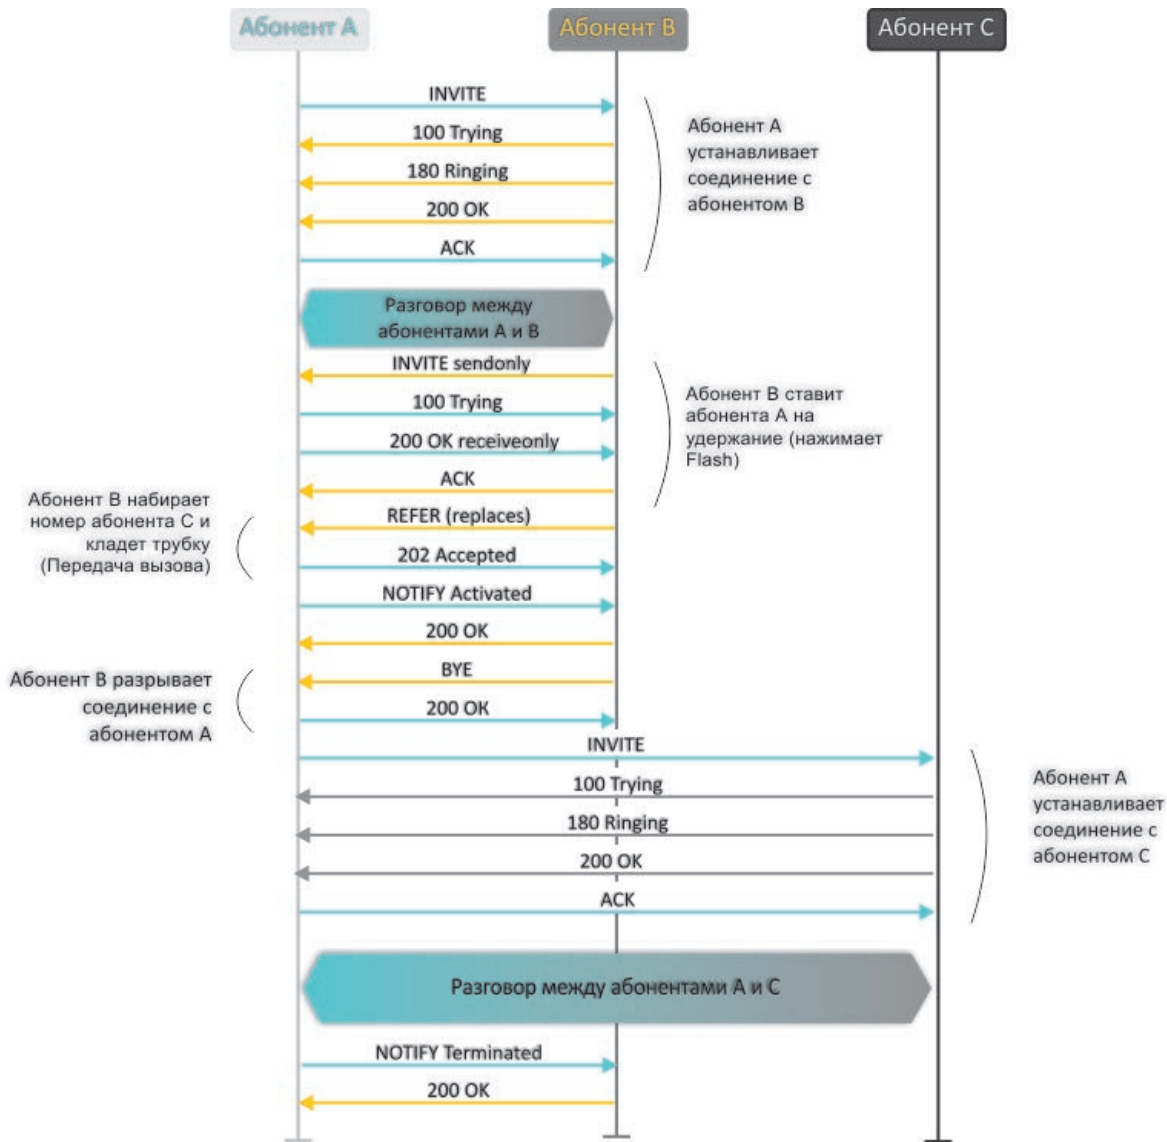 Абонент А
Абонент В
Абонент С
INVITE
100 Trying
180 Ringing
200 OK
ACK
Абонент А
устанавливает
соединение с
абонентом В
Разговор между
абонентами А и В
INVITE sendonly
100 Trying
200 OK receiveonly
ACK
Абонент В ставит
абонента А на
удержание (нажимает
Flash)
Абонент В набирает
номер абонента С и
кладет трубку
(Передача вызова)
REFER (replaces)
202 Accepted
NOTIFY Activated
200 OK
Абонент В разрывает
соединение с
абонентом А
BYE
200 OK
INVITE
100 Trying
180 Ringing
200 OK
ACK
Абонент А
устанавливает
соединение с
абонентом С
Разговор между абонентами А и С
NOTIFY Terminated
200 OK